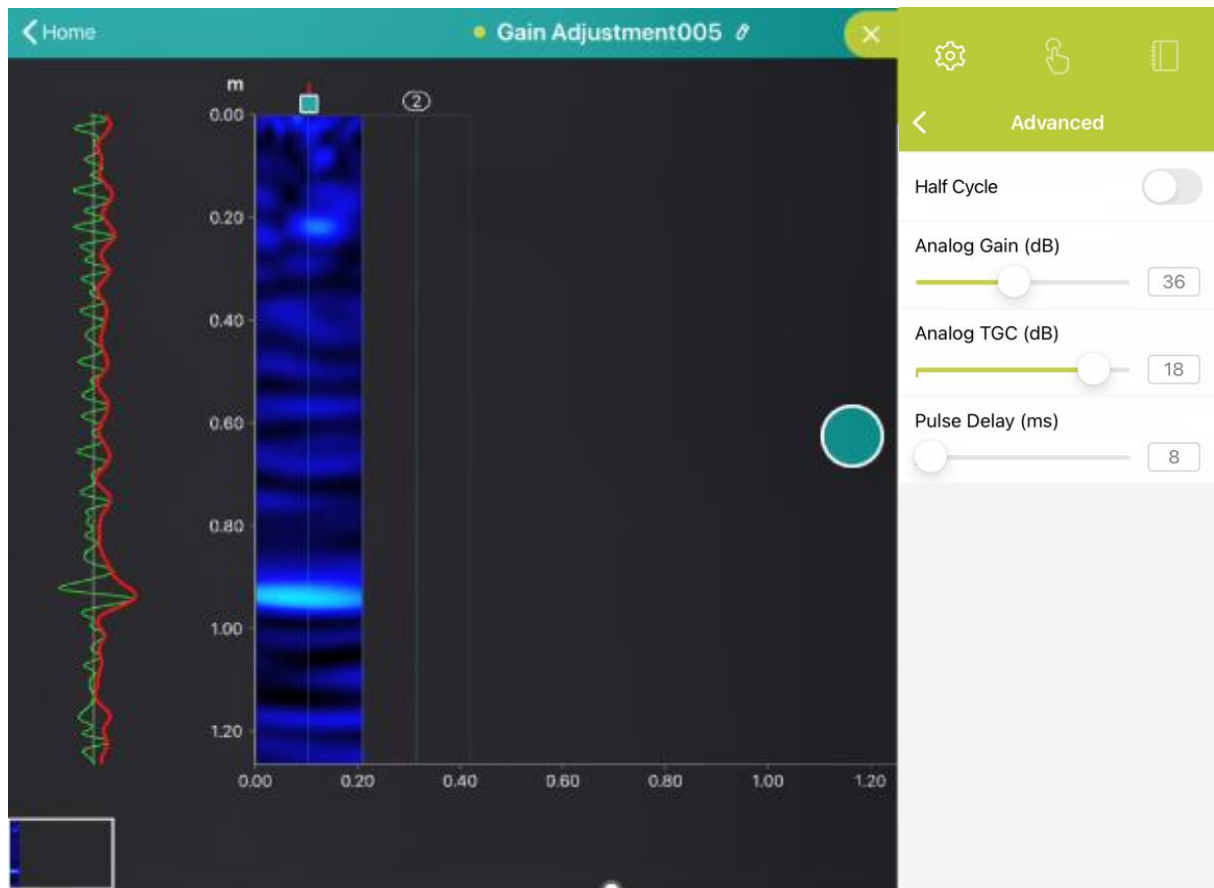 Home
Gain Adjustment005
m
2
0.00
0.20
0.40
0.60
0.80
1.00
1.20
0.00 0.20 0.40 0.60 0.80 1.00 1.20
Advanced
Half Cycle
Analog Gain (dB)
36
Analog TGC (dB)
18
Pulse Delay (ms)
8